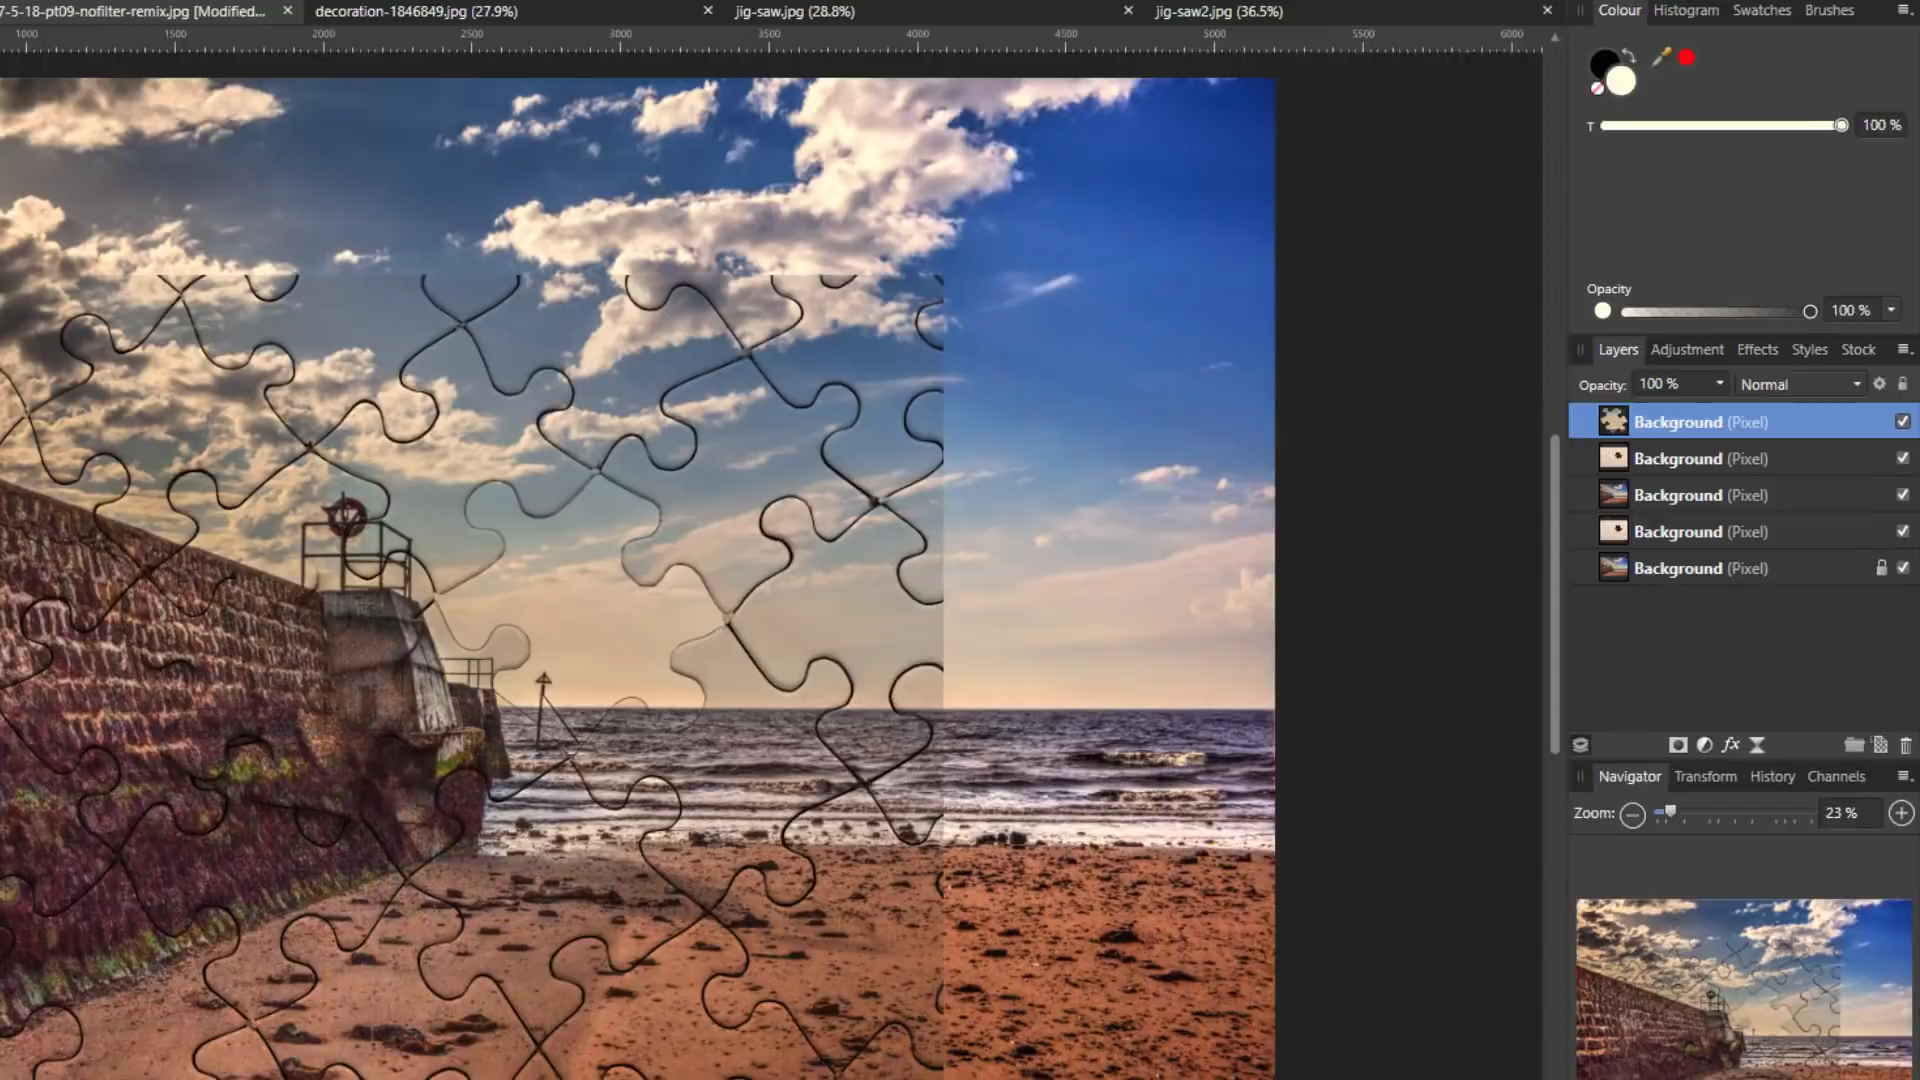 7-5-18-pt09-nofilter-remix.jpg [Modified... decoration-1846849.jpg (27.9%) jig-saw.jpg (28.8%) jig-saw2.jpg (36.5%)
1000 1500 2000 2500 3000 3500 4000 4500 5000 5500 6000
Colour Histogram Swatches Brushes
T 100 %
Opacity
100 %
Layers Adjustment Effects Styles Stock
Opacity: 100 % Normal
Background (Pixel)
Background (Pixel)
Background (Pixel)
Background (Pixel)
Background (Pixel)
fx
Navigator Transform History Channels
Zoom: 23 %